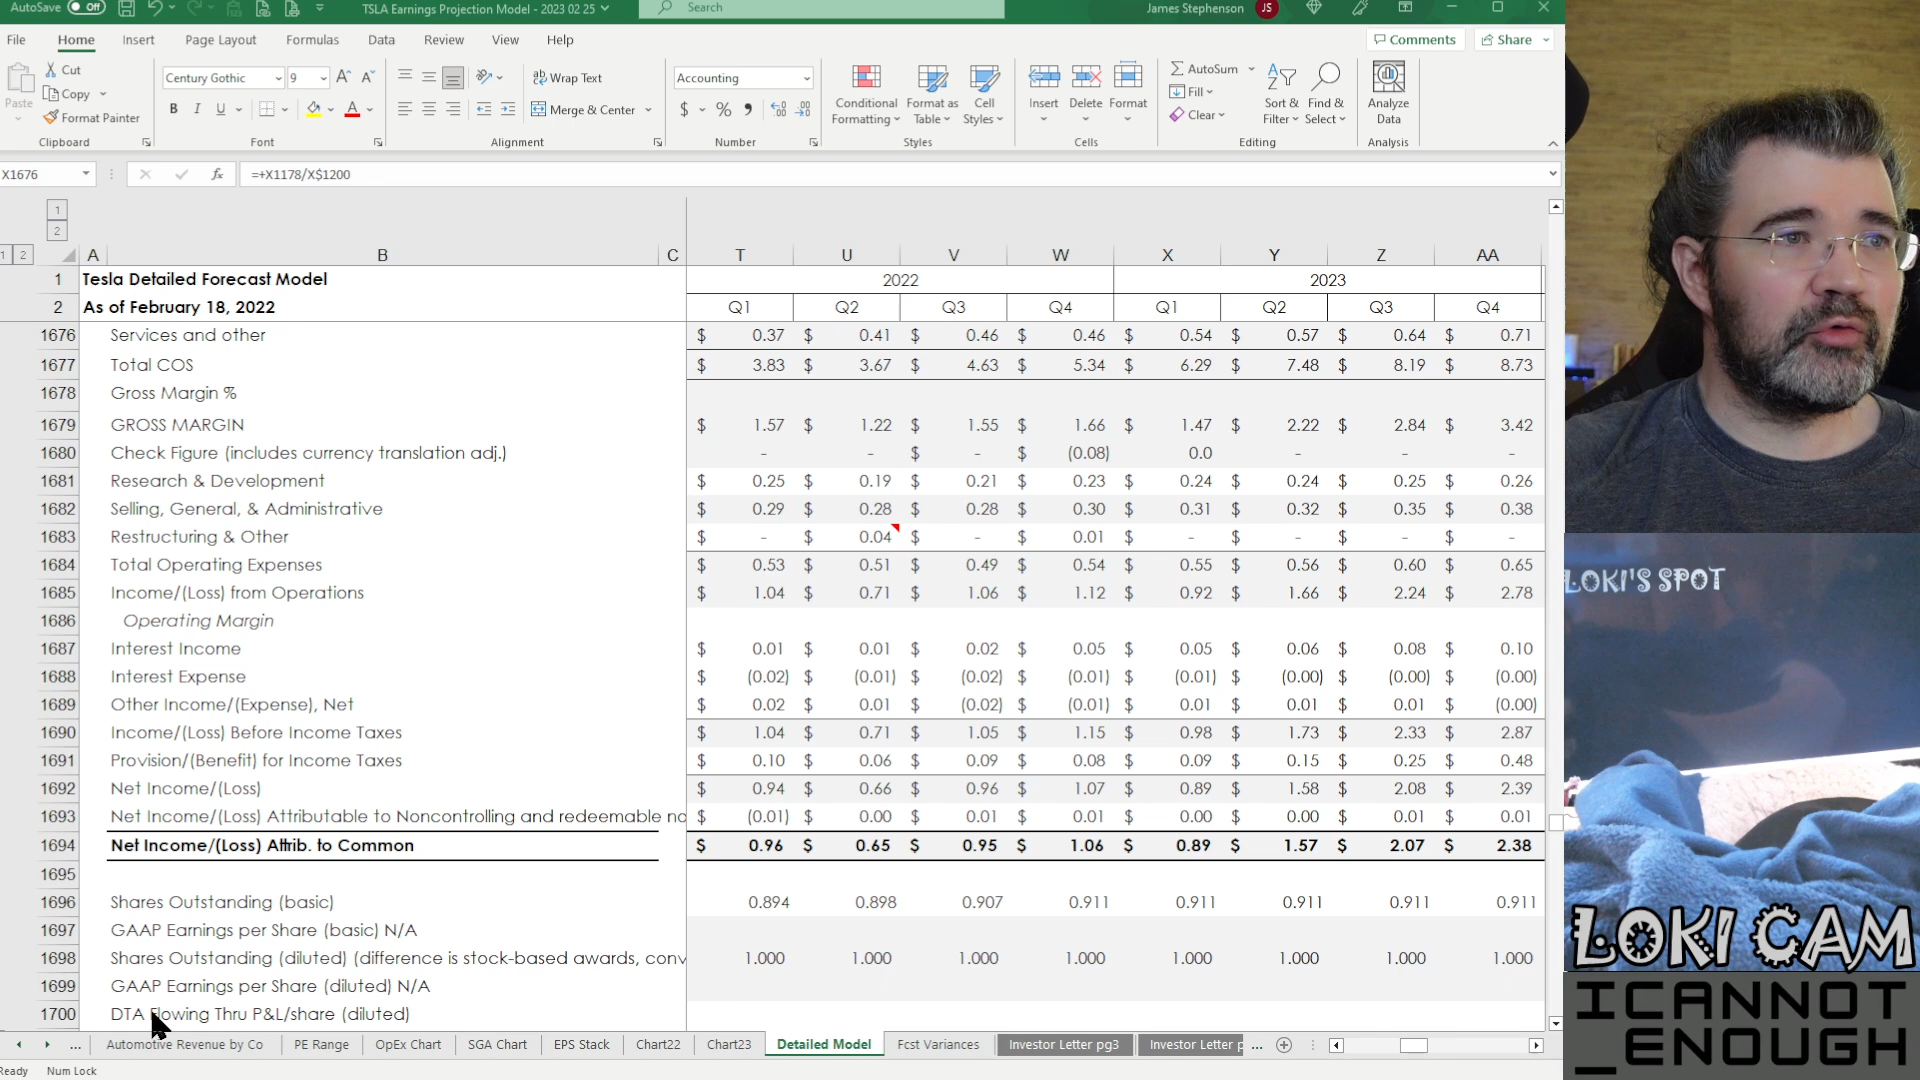 AutoSave Off TSLA Earnings Projection Model - 2023 02 25 Search James Stephenson JS
File Home Insert Page Layout Formulas Data Review View Help Comments Share
Paste Cut Copy Format Painter Clipboard
Century Gothic 9 A A B I U A Font
Wrap Text Merge & Center Alignment
Accounting $ % , Number
Conditional Formatting Format as Table Cell Styles Styles
Insert Delete Format Cells
AutoSum Fill Clear Sort & Filter Find & Select Editing
Analyze Data Analysis
X1676 fx =+X1178/X$1200
1
2
1 2 A B C T U V W X Y Z AA
1 Tesla Detailed Forecast Model 2022 2023
2 As of February 18, 2022 Q1 Q2 Q3 Q4 Q1 Q2 Q3 Q4
1676 Services and other $ 0.37 $ 0.41 $ 0.46 $ 0.46 $ 0.54 $ 0.57 $ 0.64 $ 0.71
1677 Total COS $ 3.83 $ 3.67 $ 4.63 $ 5.34 $ 6.29 $ 7.48 $ 8.19 $ 8.73
1678 Gross Margin %
1679 GROSS MARGIN $ 1.57 $ 1.22 $ 1.55 $ 1.66 $ 1.47 $ 2.22 $ 2.84 $ 3.42
1680 Check Figure (includes currency translation adj.) - - $ - $ (0.08) 0.0 - - -
1681 Research & Development $ 0.25 $ 0.19 $ 0.21 $ 0.23 $ 0.24 $ 0.24 $ 0.25 $ 0.26
1682 Selling, General, & Administrative $ 0.29 $ 0.28 $ 0.28 $ 0.30 $ 0.31 $ 0.32 $ 0.35 $ 0.38
1683 Restructuring & Other $ - $ 0.04 $ - $ 0.01 $ - $ - $ - $ -
1684 Total Operating Expenses $ 0.53 $ 0.51 $ 0.49 $ 0.54 $ 0.55 $ 0.56 $ 0.60 $ 0.65
1685 Income/(Loss) from Operations $ 1.04 $ 0.71 $ 1.06 $ 1.12 $ 0.92 $ 1.66 $ 2.24 $ 2.78
1686 Operating Margin
1687 Interest Income $ 0.01 $ 0.01 $ 0.02 $ 0.05 $ 0.05 $ 0.06 $ 0.08 $ 0.10
1688 Interest Expense $ (0.02) $ (0.01) $ (0.02) $ (0.01) $ (0.01) $ (0.00) $ (0.00) $ (0.00)
1689 Other Income/(Expense), Net $ 0.02 $ 0.01 $ (0.02) $ (0.01) $ 0.01 $ 0.01 $ 0.01 $ (0.00)
1690 Income/(Loss) Before Income Taxes $ 1.04 $ 0.71 $ 1.05 $ 1.15 $ 0.98 $ 1.73 $ 2.33 $ 2.87
1691 Provision/(Benefit) for Income Taxes $ 0.10 $ 0.06 $ 0.09 $ 0.08 $ 0.09 $ 0.15 $ 0.25 $ 0.48
1692 Net Income/(Loss) $ 0.94 $ 0.66 $ 0.96 $ 1.07 $ 0.89 $ 1.58 $ 2.08 $ 2.39
1693 Net Income/(Loss) Attributable to Noncontrolling and redeemable nc $ (0.01) $ 0.00 $ 0.01 $ 0.01 $ 0.00 $ 0.00 $ 0.01 $ 0.01
1694 Net Income/(Loss) Attrib. to Common $ 0.96 $ 0.65 $ 0.95 $ 1.06 $ 0.89 $ 1.57 $ 2.07 $ 2.38
1695
1696 Shares Outstanding (basic) 0.894 0.898 0.907 0.911 0.911 0.911 0.911 0.911
1697 GAAP Earnings per Share (basic) N/A
1698 Shares Outstanding (diluted) (difference is stock-based awards, conv 1.000 1.000 1.000 1.000 1.000 1.000 1.000 1.000
1699 GAAP Earnings per Share (diluted) N/A
1700 DTA Flowing Thru P&L/share (diluted)
... Automotive Revenue by Co PE Range OpEx Chart SGA Chart EPS Stack Chart22 Chart23 Detailed Model Fcst Variances Investor Letter pg3 Investor Letter p ...
Ready Num Lock
LOKI'S SPOT
LOKI CAM
ICANNOT
_ENOUGH